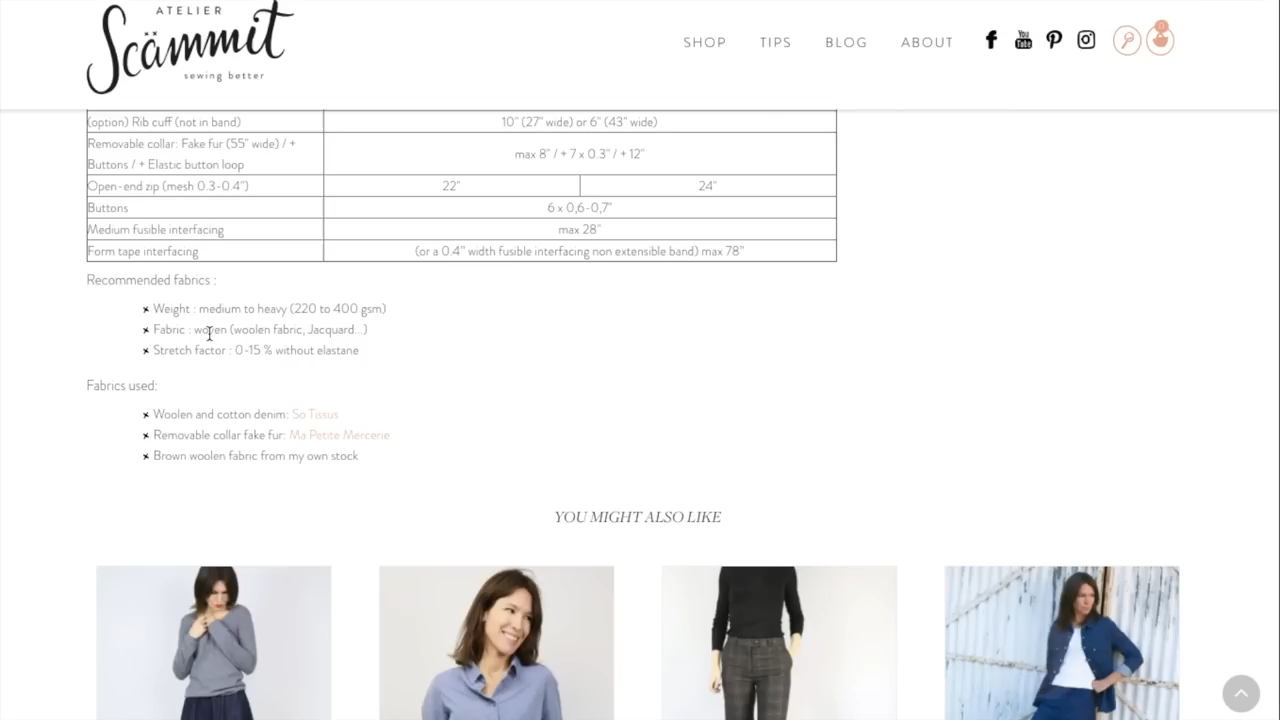 ATELIER
Scämmit
sewing better
SHOP TIPS BLOG ABOUT You Tube 0
(option) Rib cuff (not in band) 10" (27" wide) or 6" (43" wide)
Removable collar: Fake fur (55" wide) / +
Buttons / + Elastic button loop max 8" / + 7 x 0.3" / + 12"
Open-end zip (mesh 0.3-0.4") 22" 24"
Buttons 6 x 0,6-0,7"
Medium fusible interfacing max 28"
Form tape interfacing (or a 0.4" width fusible interfacing non extensible band) max 78"
Recommended fabrics :
Weight : medium to heavy (220 to 400 gsm)
Fabric : woven (woolen fabric, Jacquard...)
Stretch factor : 0-15 % without elastane
Fabrics used:
Woolen and cotton denim: So Tissus
Removable collar fake fur: Ma Petite Mercerie
Brown woolen fabric from my own stock
YOU MIGHT ALSO LIKE